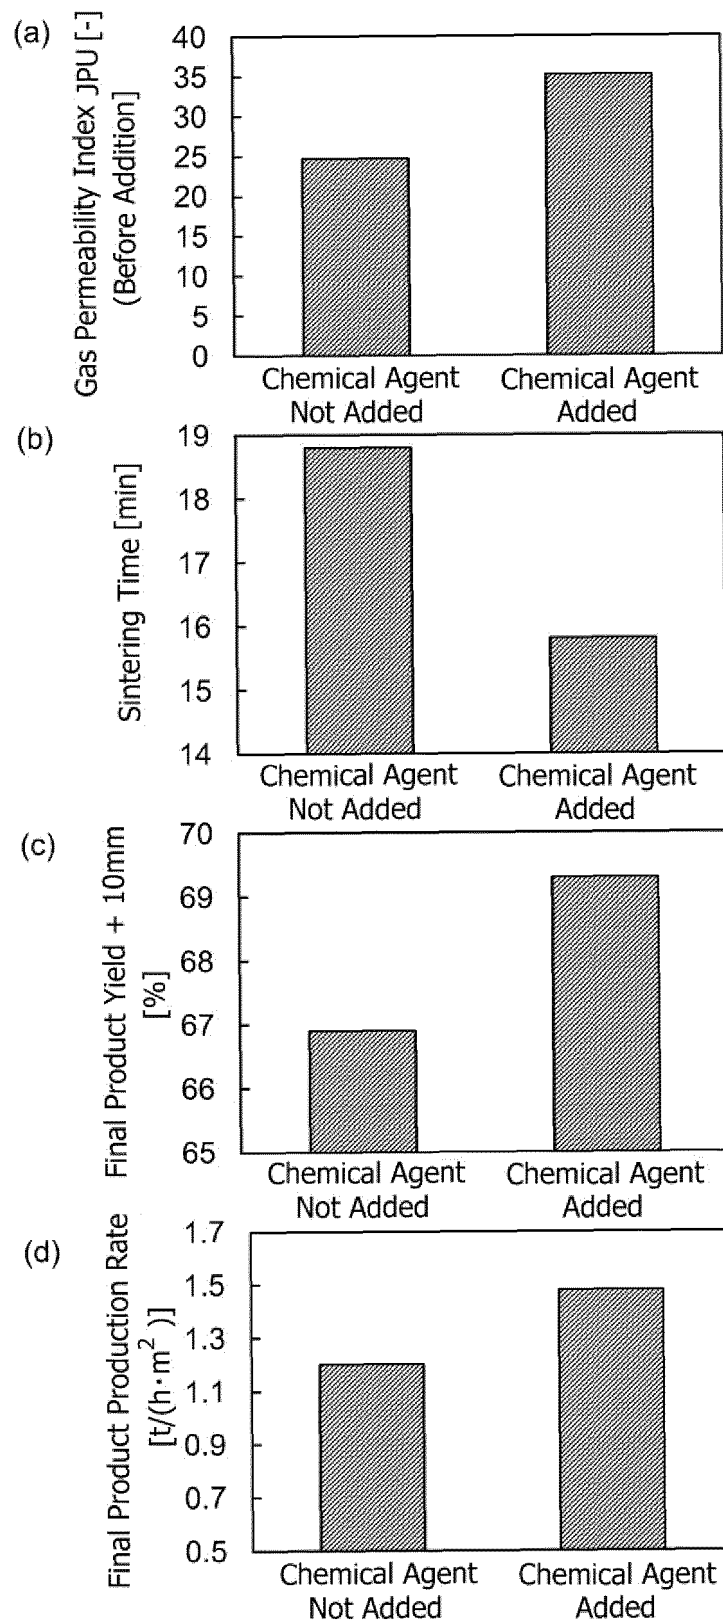 (a)
Gas Permeability Index JPU [-]
(Before Addition]
40
35
30
25
20
15
10
5
0
Chemical Agent
Not Added
Chemical Agent
Added
(b)
Sintering Time [min]
19
18
17
16
15
14
Chemical Agent
Not Added
Chemical Agent
Added
(c)
Final Product Yield + 10mm
[%]
70
69
68
67
66
65
Chemical Agent
Not Added
Chemical Agent
Added
(d)
Final Product Production Rate
[t/(h·m² )]
1.7
1.5
1.3
1.1
0.9
0.7
0.5
Chemical Agent
Not Added
Chemical Agent
Added